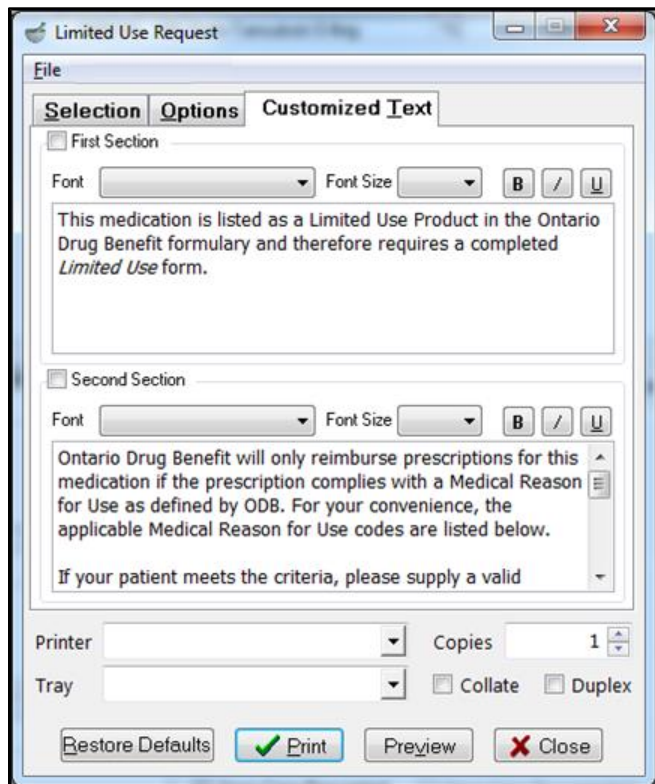 Limited Use Request
File
Selection Options Customized Text
First Section
Font Font Size B I U
This medication is listed as a Limited Use Product in the Ontario
Drug Benefit formulary and therefore requires a completed
Limited Use form.
Second Section
Font Font Size B I U
Ontario Drug Benefit will only reimburse prescriptions for this
medication if the prescription complies with a Medical Reason
for Use as defined by ODB. For your convenience, the
applicable Medical Reason for Use codes are listed below.
If your patient meets the criteria, please supply a valid
Printer Copies 1
Tray Collate Duplex
Restore Defaults Print Preview Close